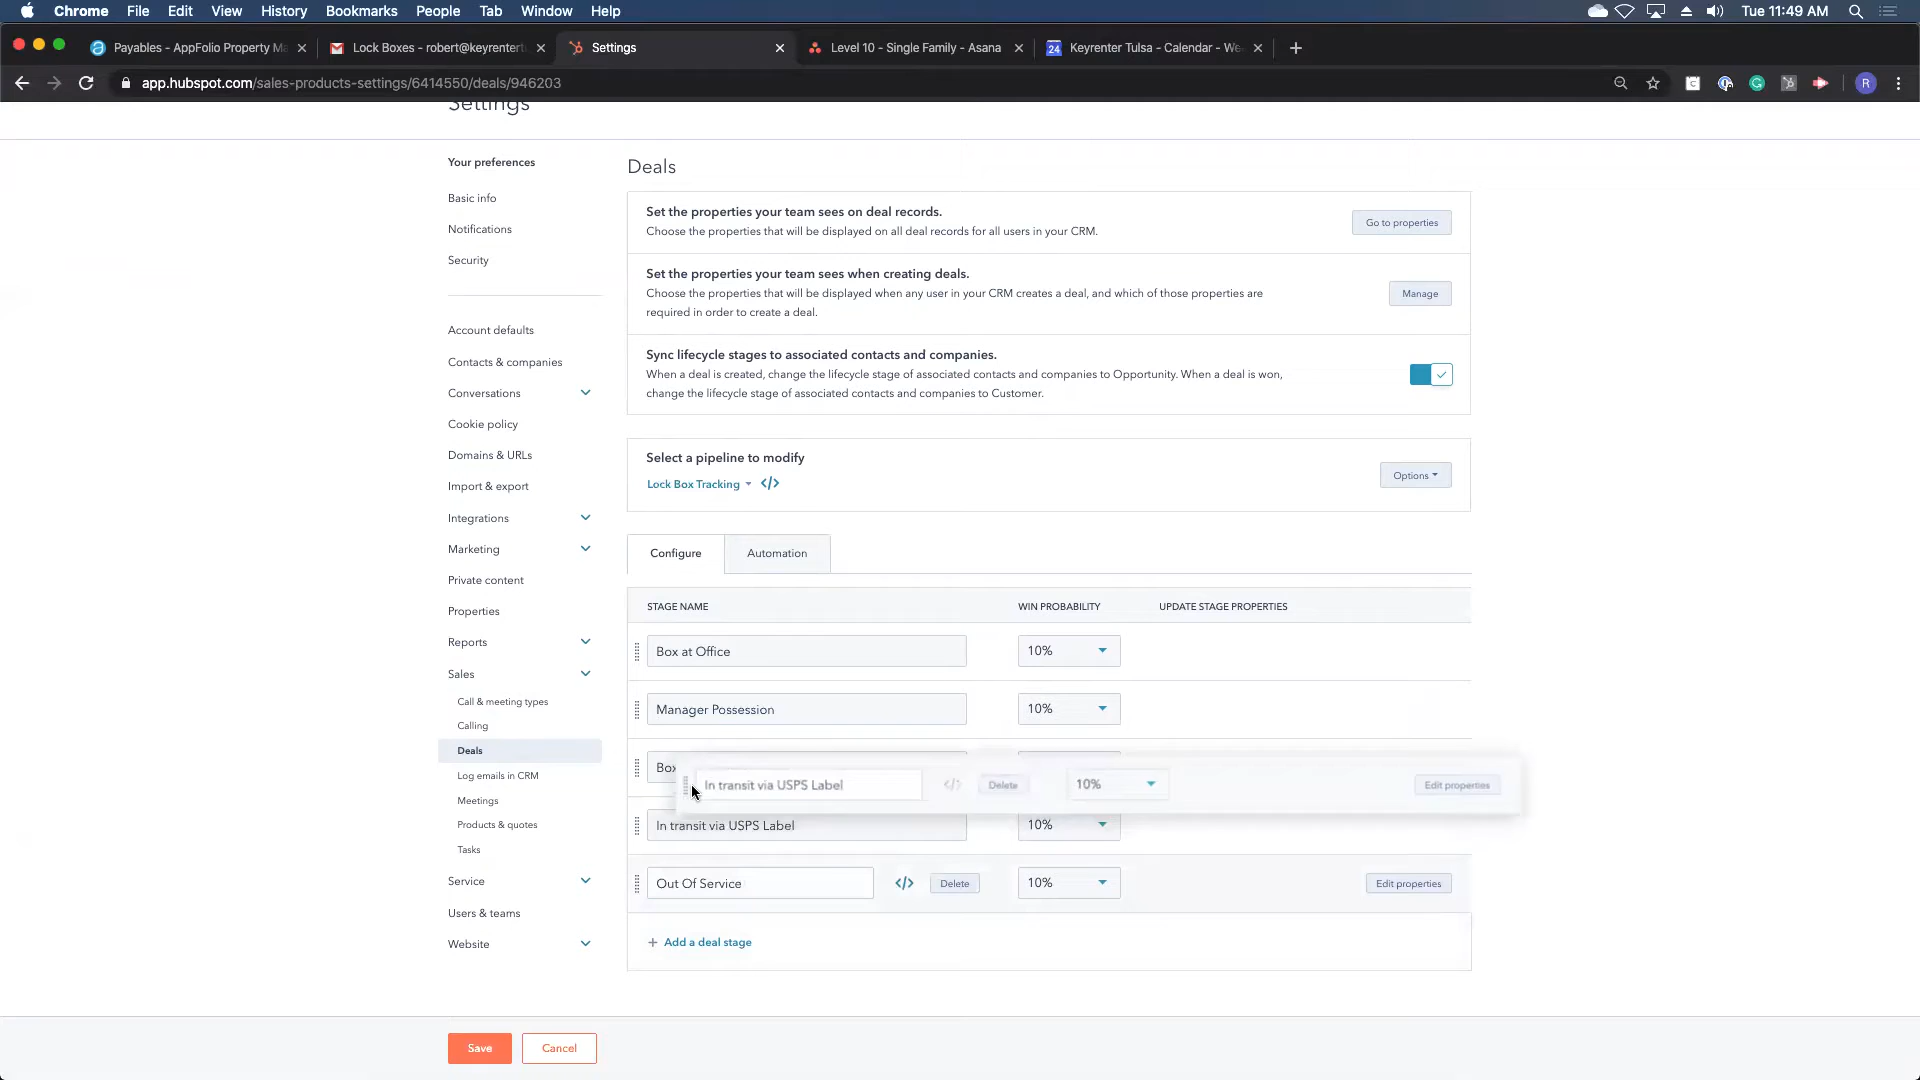 Chrome File Edit View History Bookmarks People Tab Window Help Tue 11:49 AM
Payables - AppFolio Property Ma Lock Boxes - robert@keyrenter Settings Level 10 - Single Family - Asana 24 Keyrenter Tulsa - Calendar - We
app.hubspot.com/sales-products-settings/6414550/deals/946203 R
Settings
Your preferences
Basic info
Notifications
Security
Account defaults
Contacts & companies
Conversations
Cookie policy
Domains & URLs
Import & export
Integrations
Marketing
Private content
Properties
Reports
Sales
Call & meeting types
Calling
Deals
Log emails in CRM
Meetings
Products & quotes
Tasks
Service
Users & teams
Website
Deals
Set the properties your team sees on deal records.
Choose the properties that will be displayed on all deal records for all users in your CRM.
Go to properties
Set the properties your team sees when creating deals.
Choose the properties that will be displayed when any user in your CRM creates a deal, and which of those properties are
required in order to create a deal.
Manage
Sync lifecycle stages to associated contacts and companies.
When a deal is created, change the lifecycle stage of associated contacts and companies to Opportunity. When a deal is won,
change the lifecycle stage of associated contacts and companies to Customer.
Select a pipeline to modify
Lock Box Tracking </>
Options
Configure Automation
STAGE NAME WIN PROBABILITY UPDATE STAGE PROPERTIES
Box at Office 10%
Manager Possession 10%
Box
In transit via USPS Label </> Delete 10% Edit properties
In transit via USPS Label 10%
Out Of Service </> Delete 10% Edit properties
+ Add a deal stage
Save Cancel